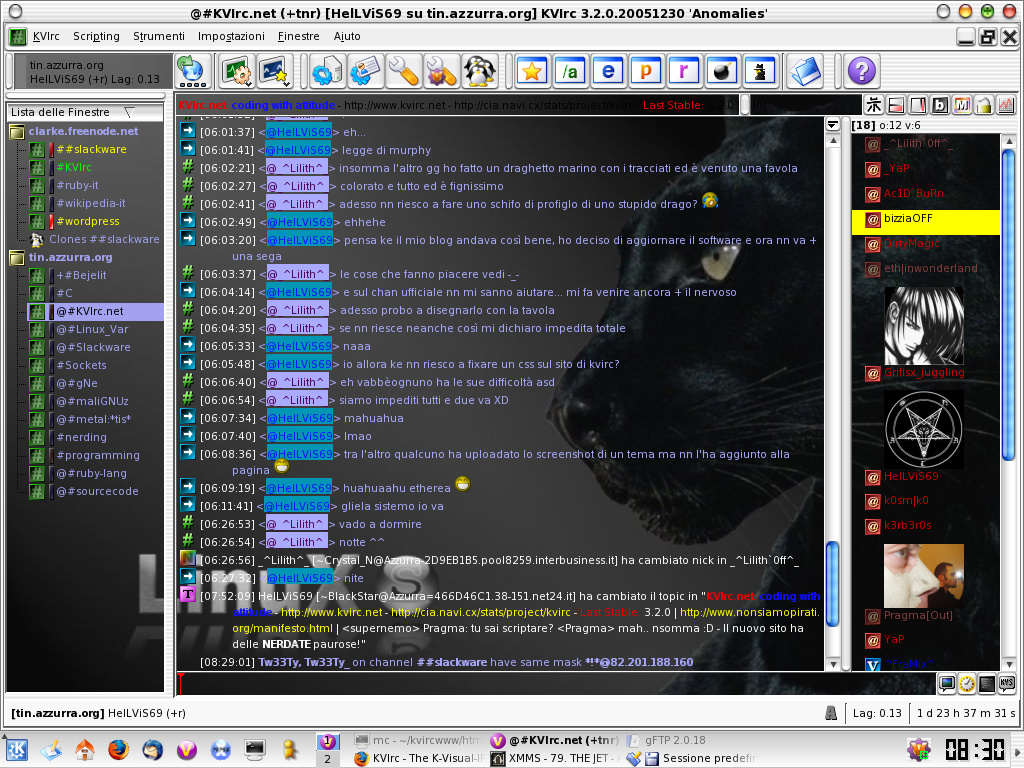 @#KVIrc.net (+tnr) [HelLViS69 su tin.azzurra.org] KVIrc 3.2.0.20051230 'Anomalies'
KVIrc Scripting Strumenti Impostazioni Finestre Aiuto
tin.azzurra.org
HelLViS69 (+r) Lag: 0.13
/a e p r ?
Lista delle Finestre
KVIrc.net: coding with attitude - http://www.kvirc.net - http://cia.navi.cx/stats/project/kvirc Last Stable:
[18] o:12 v:6
clarke.freenode.net
##slackware
#KVIrc
#ruby-it
#wikipedia-it
#wordpress
Clones ##slackware
tin.azzurra.org
+#Bejelit
#C
@#KVIrc.net
@#Linux_Var
@#Slackware
#Sockets
@#gNe
@#maliGNUz
@#metal:*tis*
#nerding
#programming
@#ruby-lang
@#sourcecode
[06:01:37] <@HelLViS69> eh...
[06:01:41] <@HelLViS69> legge di murphy
[06:02:21] <@_^Lilith^_> insomma l'altro gg ho fatto un draghetto marino con i tracciati ed è venuto una favola
[06:02:27] <@_^Lilith^_> colorato e tutto ed è fignissimo
[06:02:41] <@_^Lilith^_> adesso nn riesco a fare uno schifo di profiglo di uno stupido drago?
[06:02:49] <@HelLViS69> ehhehe
[06:03:20] <@HelLViS69> pensa ke il mio blog andava così bene, ho deciso di aggiornare il software e ora nn va +
una sega
[06:03:37] <@_^Lilith^_> le cose che fanno piacere vedi -_-
[06:04:14] <@HelLViS69> e sul chan ufficiale nn mi sanno aiutare... mi fa venire ancora + il nervoso
[06:04:20] <@_^Lilith^_> adesso probo a disegnarlo con la tavola
[06:04:35] <@_^Lilith^_> se nn riesce neanche così mi dichiaro impedita totale
[06:05:33] <@HelLViS69> naaa
[06:05:48] <@HelLViS69> io allora ke nn riesco a fixare un css sul sito di kvirc?
[06:06:40] <@_^Lilith^_> eh vabbèognuno ha le sue difficoltà asd
[06:06:54] <@_^Lilith^_> siamo impediti tutti e due va XD
[06:07:34] <@HelLViS69> mahuahua
[06:07:40] <@HelLViS69> lmao
[06:08:36] <@HelLViS69> tra l'altro qualcuno ha uploadato lo screenshot di un tema ma nn l'ha aggiunto alla
pagina
[06:09:19] <@HelLViS69> huahuaahu etherea
[06:11:41] <@HelLViS69> gliela sistemo io va
[06:26:53] <@_^Lilith^_> vado a dormire
[06:26:54] <@_^Lilith^_> notte ^^
[06:26:56] _^Lilith^_ [~Crystal_N@Azzurra-2D9EB1B5.pool8259.interbusiness.it] ha cambiato nick in _^Lilith`0ff^_
[06:27:32] <@HelLViS69> nite
[07:52:09] HelLViS69 [~BlackStar@Azzurra=466D46C1.38-151.net24.it] ha cambiato il topic in "KVIrc.net: coding with
attitude - http://www.kvirc.net - http://cia.navi.cx/stats/project/kvirc - Last Stable: 3.2.0 | http://www.nonsiamopirati.
org/manifesto.html | <supernemo> Pragma: tu sai scriptare? <Pragma> mah.. nsomma :D - Il nuovo sito ha
delle NERDATE paurose!"
[08:29:01] Tw33Ty, Tw33Ty_ on channel ##slackware have same mask *!*@82.201.188.160
_^Lilith`0ff^_
_YaP
AcID`BuRn
bizziaOFF
DirtyMagic
eth|inwonderland
Grifisx_Juggling
HelLViS69
k0sm|k0
k3rb3r0s
Pragma[Out]
YaP
[tin.azzurra.org] HelLViS69 (+r)
Lag: 0.13
1 d 23 h 37 m 31 s
2
mc - ~/kvircwww/htm
@#KVIrc.net (+tnr)
gFTP 2.0.18
KVIrc - The K-Visual-I
XMMS - 79. THE JET -
Sessione predefin
08:30